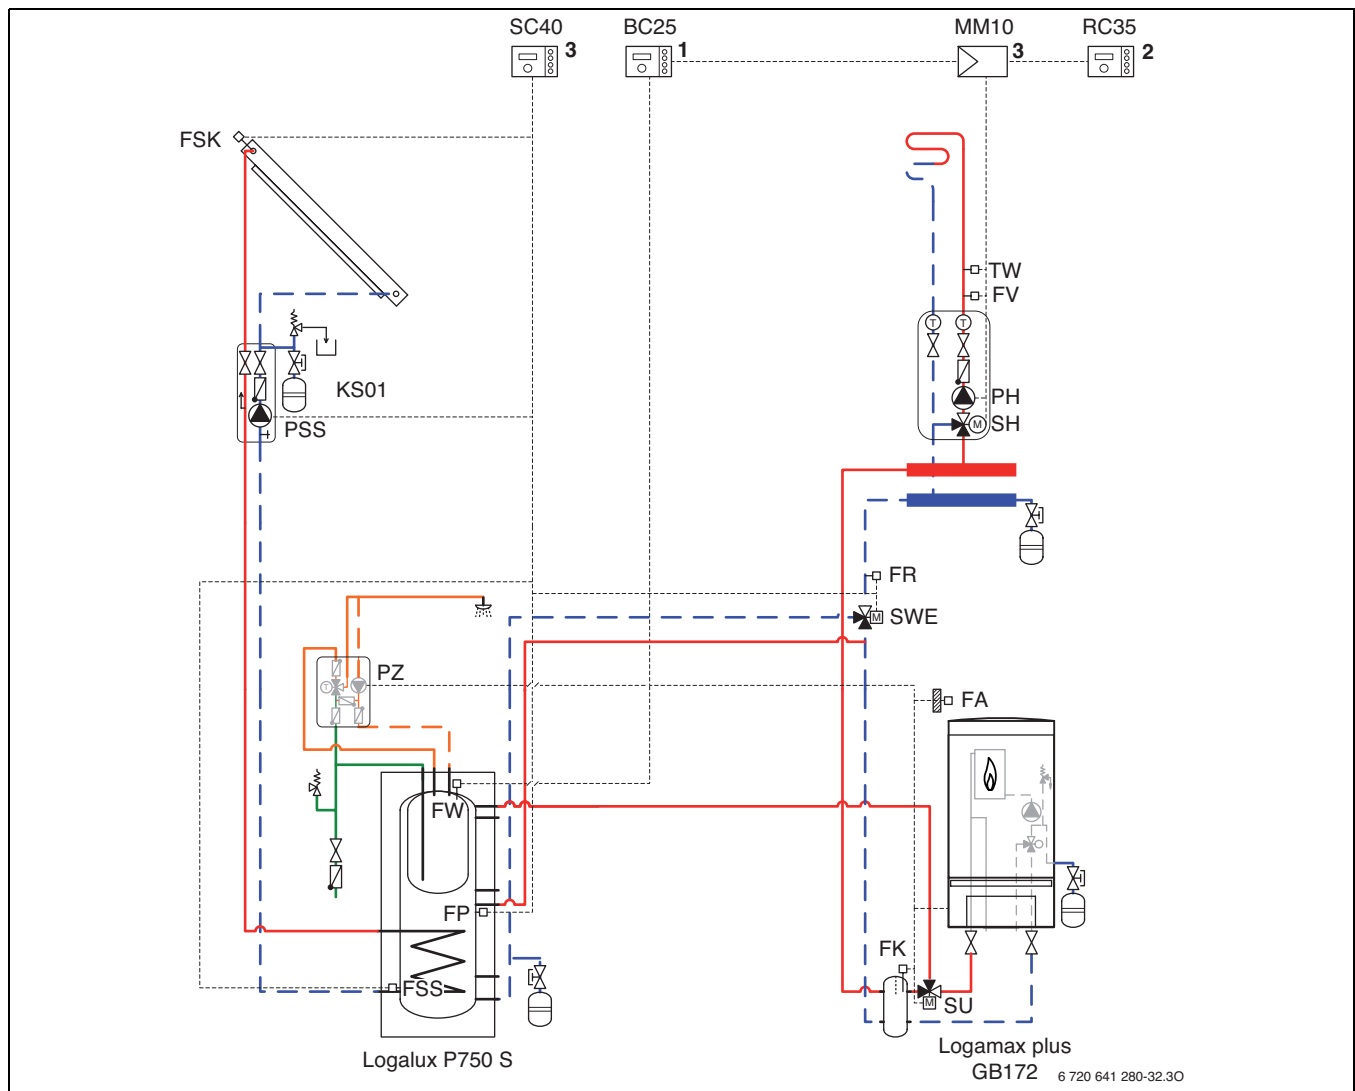 SC40 BC25 MM10 RC35
3 1 3 2
FSK
TW
FV
KS01
PH
PSS
SH
M
T T
FR
SWE
M
PZ
T
FA
FW
FP
FK
FSS
SU
M
Logalux P750 S
Logamax plus
GB172
6 720 641 280-32.3O